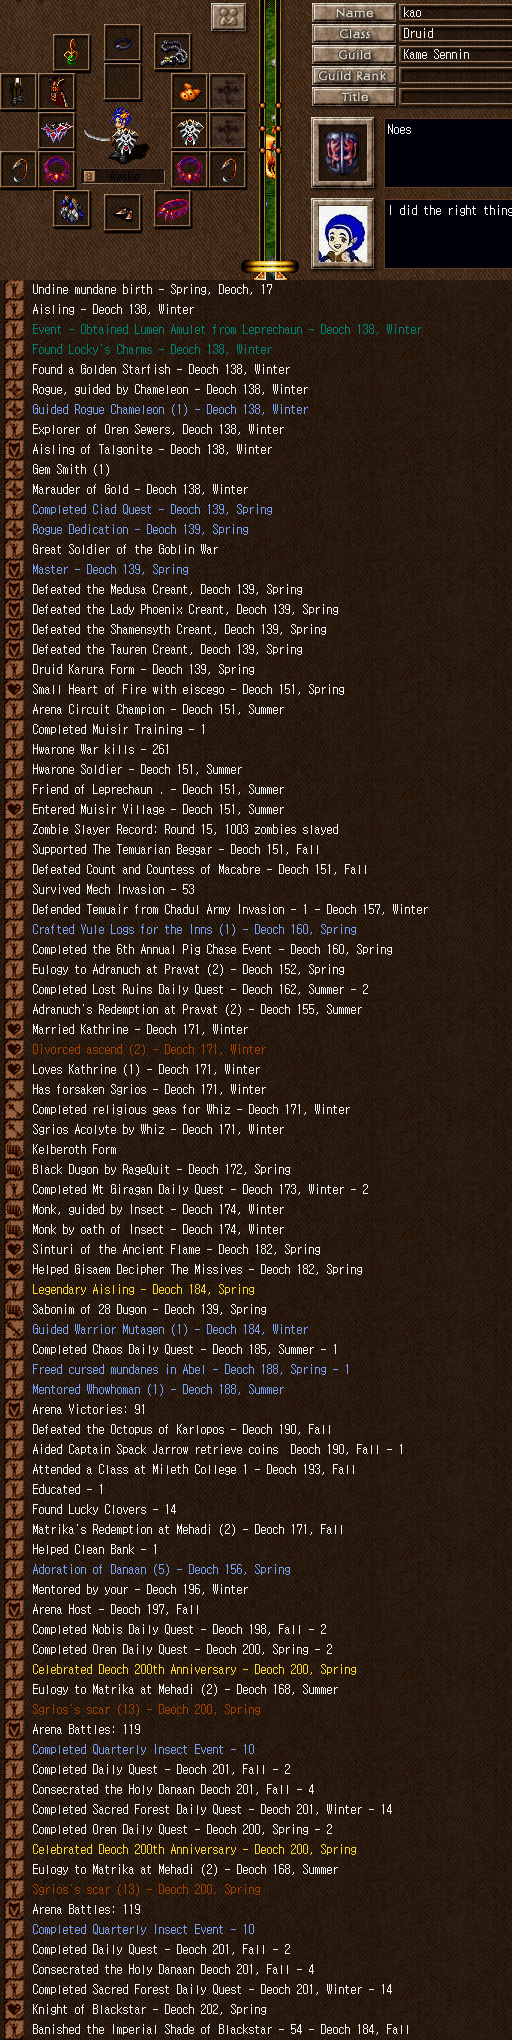 Name
kao
Class
Druid
Guild
Kame Sennin
Guild Rank
Title
Noes
Awake
I did the right thing
Undine mundane birth - Spring, Deoch, 17
Aisling - Deoch 138, Winter
Event - Obtained Lumen Amulet from Leprechaun - Deoch 138, Winter
Found Locky's Charms - Deoch 138, Winter
Found a Golden Starfish - Deoch 138, Winter
Rogue, guided by Chameleon - Deoch 138, Winter
Guided Rogue Chameleon (1) - Deoch 138, Winter
Explorer of Oren Sewers, Deoch 138, Winter
Aisling of Talgonite - Deoch 138, Winter
Gem Smith (1)
Marauder of Gold - Deoch 138, Winter
Completed Ciad Quest - Deoch 139, Spring
Rogue Dedication - Deoch 139, Spring
Great Soldier of the Goblin War
Master - Deoch 139, Spring
Defeated the Medusa Creant, Deoch 139, Spring
Defeated the Lady Phoenix Creant, Deoch 139, Spring
Defeated the Shamensyth Creant, Deoch 139, Spring
Defeated the Tauren Creant, Deoch 139, Spring
Druid Karura Form - Deoch 139, Spring
Small Heart of Fire with eiscego - Deoch 151, Spring
Arena Circuit Champion - Deoch 151, Summer
Completed Muisir Training - 1
Hwarone War kills - 261
Hwarone Soldier - Deoch 151, Summer
Friend of Leprechaun . - Deoch 151, Summer
Entered Muisir Village - Deoch 151, Summer
Zombie Slayer Record: Round 15, 1003 zombies slayed
Supported The Temuarian Beggar - Deoch 151, Fall
Defeated Count and Countess of Macabre - Deoch 151, Fall
Survived Mech Invasion - 53
Defended Temuair from Chadul Army Invasion - 1 - Deoch 157, Winter
Crafted Yule Logs for the Inns (1) - Deoch 160, Spring
Completed the 6th Annual Pig Chase Event - Deoch 160, Spring
Eulogy to Adranuch at Pravat (2) - Deoch 152, Spring
Completed Lost Ruins Daily Quest - Deoch 162, Summer - 2
Adranuch's Redemption at Pravat (2) - Deoch 155, Summer
Married Kathrine - Deoch 171, Winter
Divorced ascend (2) - Deoch 171, Winter
Loves Kathrine (1) - Deoch 171, Winter
Has forsaken Sgrios - Deoch 171, Winter
Completed religious geas for Whiz - Deoch 171, Winter
Sgrios Acolyte by Whiz - Deoch 171, Winter
Kelberoth Form
Black Dugon by RageQuit - Deoch 172, Spring
Completed Mt Giragan Daily Quest - Deoch 173, Winter - 2
Monk, guided by Insect - Deoch 174, Winter
Monk by oath of Insect - Deoch 174, Winter
Sinturi of the Ancient Flame - Deoch 182, Spring
Helped Gisaem Decipher The Missives - Deoch 182, Spring
Legendary Aisling - Deoch 184, Spring
Sabonim of 28 Dugon - Deoch 139, Spring
Guided Warrior Mutagen (1) - Deoch 184, Winter
Completed Chaos Daily Quest - Deoch 185, Summer - 1
Freed cursed mundanes in Abel - Deoch 188, Spring - 1
Mentored Whowhoman (1) - Deoch 188, Summer
Arena Victories: 91
Defeated the Octopus of Karlopos - Deoch 190, Fall
Aided Captain Spack Jarrow retrieve coins  Deoch 190, Fall - 1
Attended a Class at Mileth College 1 - Deoch 193, Fall
Educated - 1
Found Lucky Clovers - 14
Matrika's Redemption at Mehadi (2) - Deoch 171, Fall
Helped Clean Bank - 1
Adoration of Danaan (5) - Deoch 156, Spring
Mentored by your - Deoch 196, Winter
Arena Host - Deoch 197, Fall
Completed Nobis Daily Quest - Deoch 198, Fall - 2
Completed Oren Daily Quest - Deoch 200, Spring - 2
Celebrated Deoch 200th Anniversary - Deoch 200, Spring
Eulogy to Matrika at Mehadi (2) - Deoch 168, Summer
Sgrios's scar (13) - Deoch 200, Spring
Arena Battles: 119
Completed Quarterly Insect Event - 10
Completed Daily Quest - Deoch 201, Fall - 2
Consecrated the Holy Danaan Deoch 201, Fall - 4
Completed Sacred Forest Daily Quest - Deoch 201, Winter - 14
Completed Oren Daily Quest - Deoch 200, Spring - 2
Celebrated Deoch 200th Anniversary - Deoch 200, Spring
Eulogy to Matrika at Mehadi (2) - Deoch 168, Summer
Sgrios's scar (13) - Deoch 200, Spring
Arena Battles: 119
Completed Quarterly Insect Event - 10
Completed Daily Quest - Deoch 201, Fall - 2
Consecrated the Holy Danaan Deoch 201, Fall - 4
Completed Sacred Forest Daily Quest - Deoch 201, Winter - 14
Knight of Blackstar - Deoch 202, Spring
Banished the Imperial Shade of Blackstar - 54 - Deoch 184, Fall